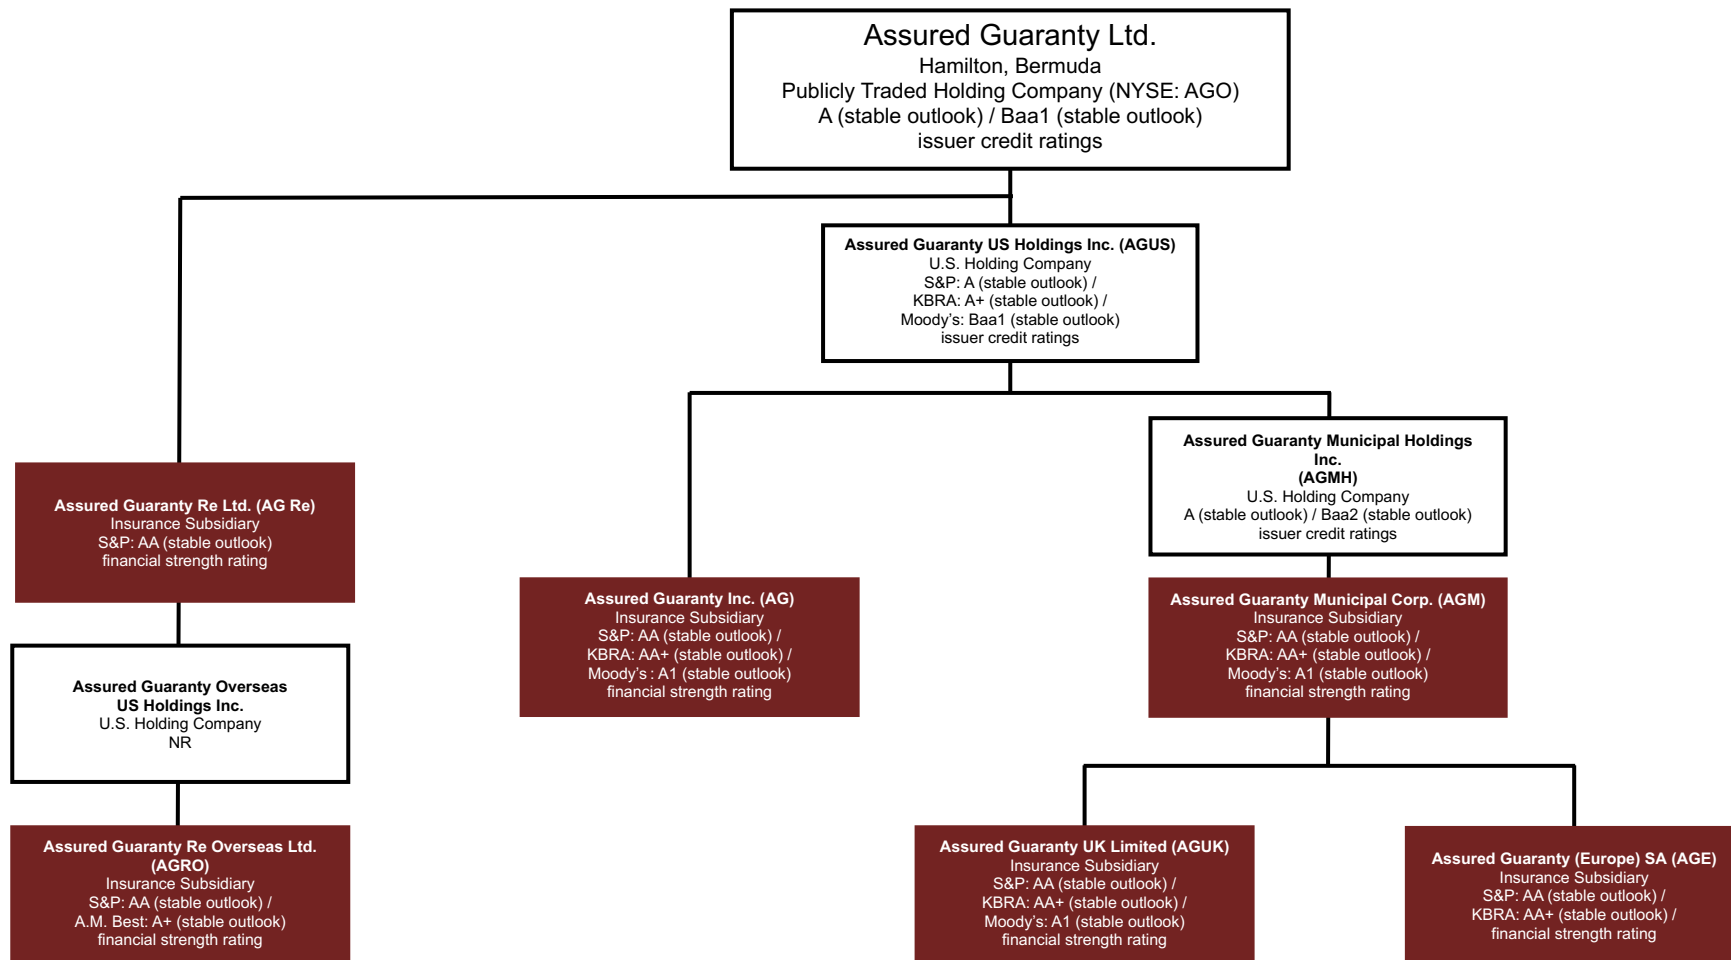 Assured Guaranty Ltd.
Hamilton, Bermuda
Publicly Traded Holding Company (NYSE: AGO)
A (stable outlook) / Baa1 (stable outlook)
issuer credit ratings
Assured Guaranty US Holdings Inc. (AGUS)
U.S. Holding Company
S&P: A (stable outlook) /
KBRA: A+ (stable outlook) /
Moody’s: Baa1 (stable outlook)
issuer credit ratings
Assured Guaranty Municipal Holdings
Inc.
(AGMH)
U.S. Holding Company
A (stable outlook) / Baa2 (stable outlook)
issuer credit ratings
Assured Guaranty Re Ltd. (AG Re)
Insurance Subsidiary
S&P: AA (stable outlook)
financial strength rating
Assured Guaranty Inc. (AG)
Insurance Subsidiary
S&P: AA (stable outlook) /
KBRA: AA+ (stable outlook) /
Moody’s : A1 (stable outlook)
financial strength rating
Assured Guaranty Municipal Corp. (AGM)
Insurance Subsidiary
S&P: AA (stable outlook) /
KBRA: AA+ (stable outlook) /
Moody’s: A1 (stable outlook)
financial strength rating
Assured Guaranty Overseas
US Holdings Inc.
U.S. Holding Company
NR
Assured Guaranty Re Overseas Ltd.
(AGRO)
Insurance Subsidiary
S&P: AA (stable outlook) /
A.M. Best: A+ (stable outlook)
financial strength rating
Assured Guaranty UK Limited (AGUK)
Insurance Subsidiary
S&P: AA (stable outlook) /
KBRA: AA+ (stable outlook) /
Moody’s: A1 (stable outlook)
financial strength rating
Assured Guaranty (Europe) SA (AGE)
Insurance Subsidiary
S&P: AA (stable outlook) /
KBRA: AA+ (stable outlook) /
financial strength rating